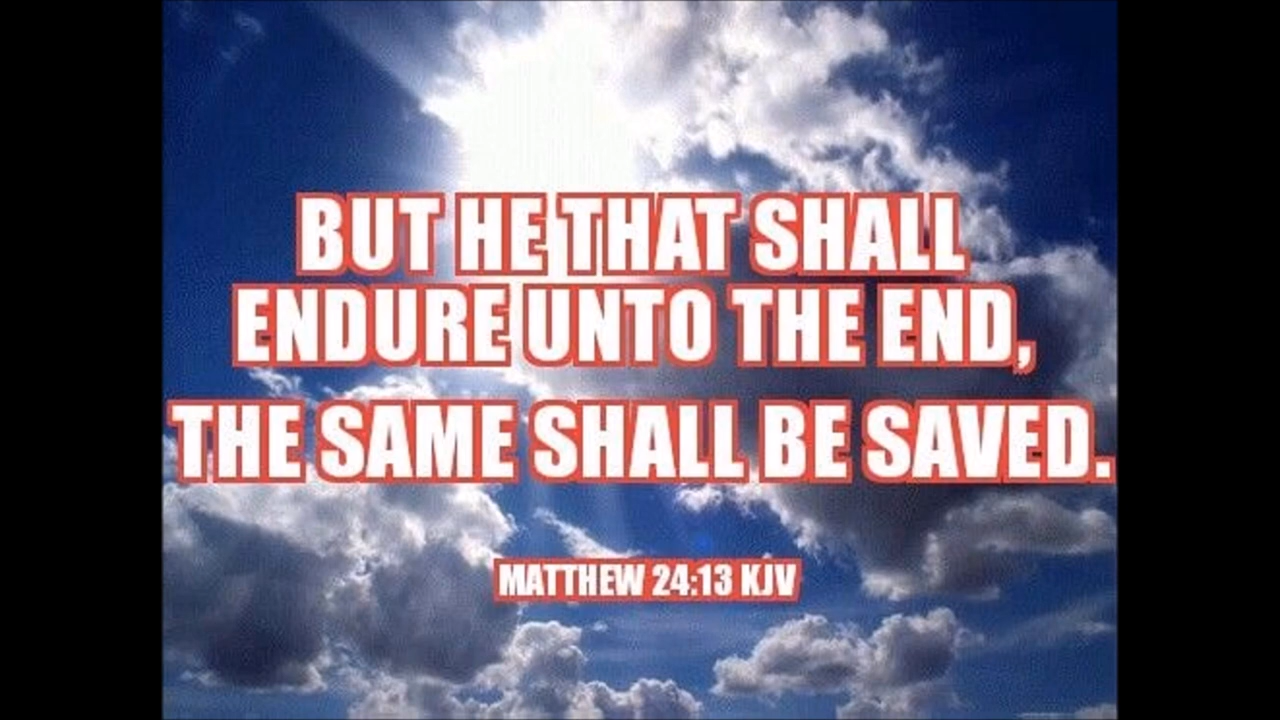 BUT HE THAT SHALL
ENDURE UNTO THE END,
THE SAME SHALL BE SAVED.
MATTHEW 24:13 KJV